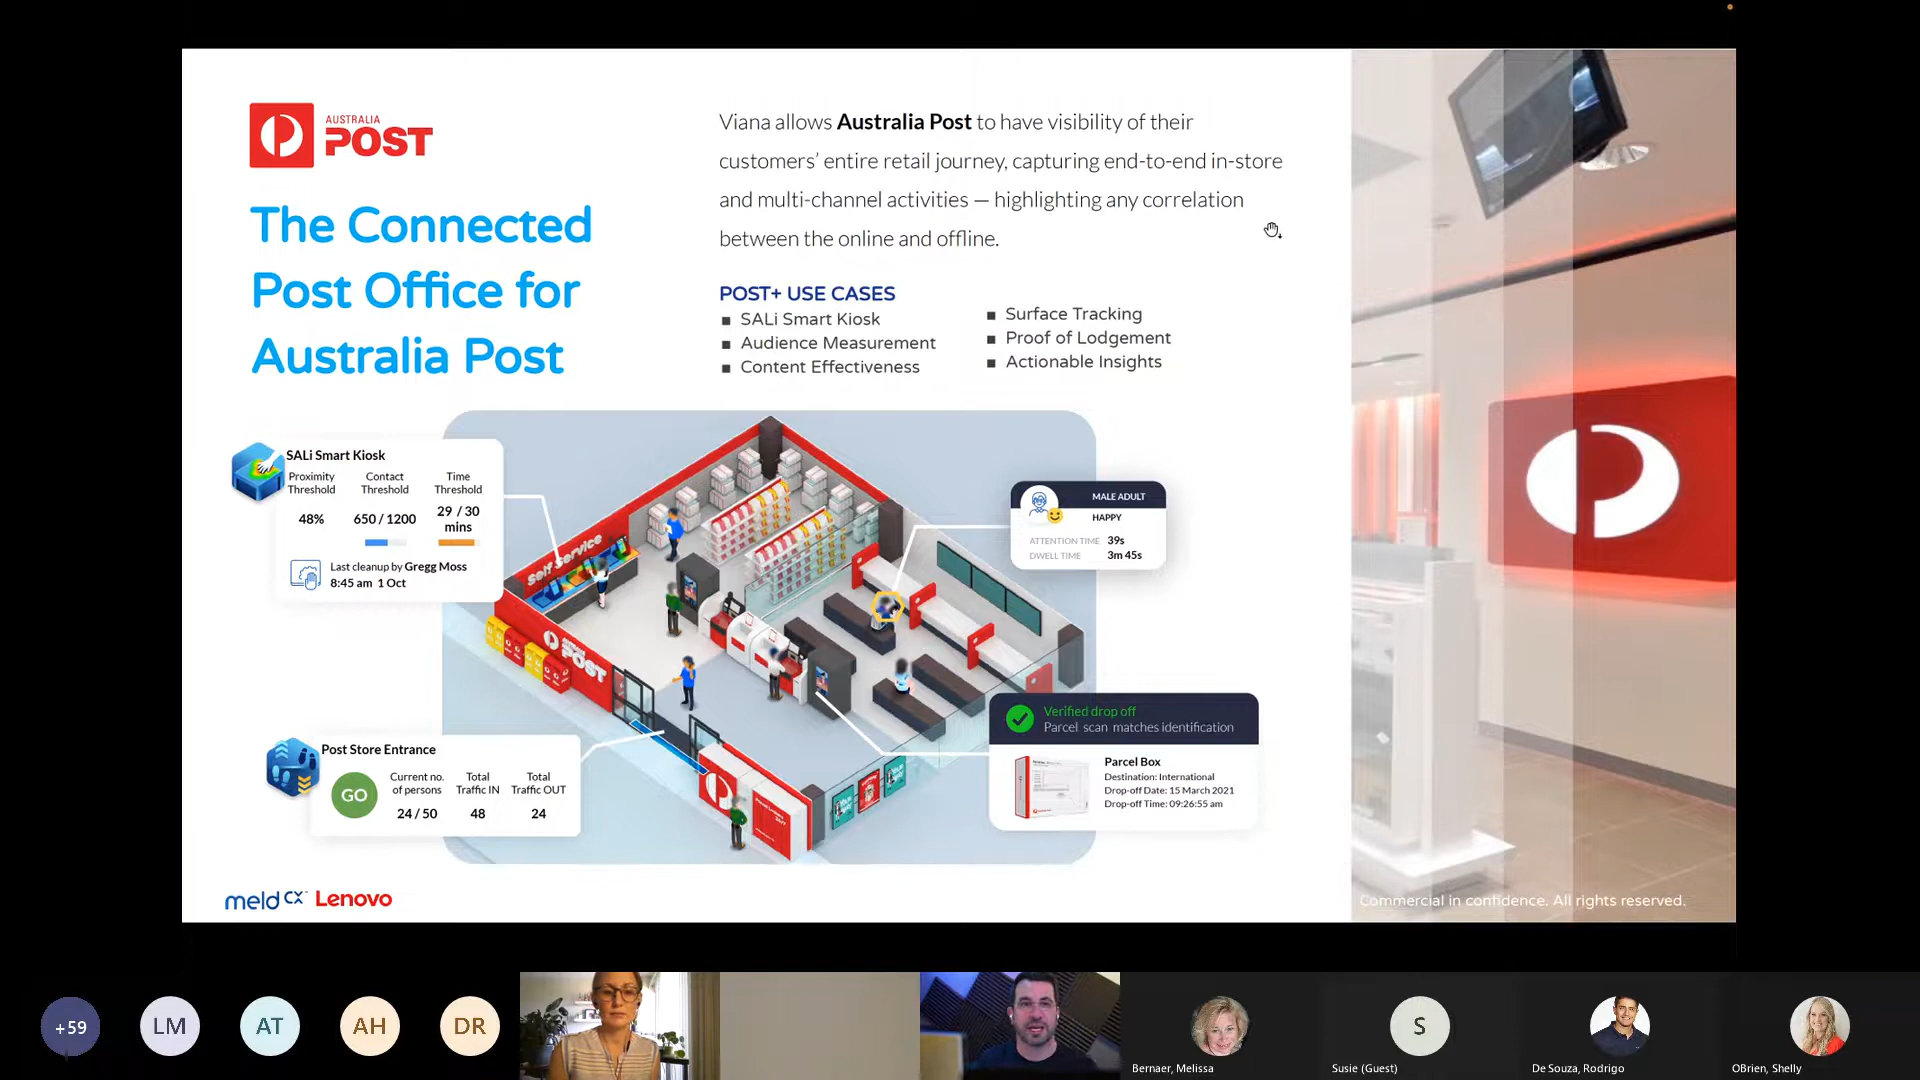 AUSTRALIA
POST
The Connected
Post Office for
Australia Post
Viana allows Australia Post to have visibility of their
customers’ entire retail journey, capturing end-to-end in-store
and multi-channel activities — highlighting any correlation
between the online and offline.
POST+ USE CASES
■ SALi Smart Kiosk
■ Audience Measurement
■ Content Effectiveness
■ Surface Tracking
■ Proof of Lodgement
■ Actionable Insights
SALi Smart Kiosk
Proximity
Threshold
48%
Contact
Threshold
650 / 1200
Time
Threshold
29 / 30
mins
Last cleanup by Gregg Moss
8:45 am 1 Oct
Self Service
POST
MALE ADULT
HAPPY
ATTENTION TIME 39s
DWELL TIME 3m 45s
Verified drop off
Parcel scan matches identification
Parcel Box
Destination: International
Drop-off Date: 15 March 2021
Drop-off Time: 09:26:55 am
Post Store Entrance
GO
Current no.
of persons
24 / 50
Total
Traffic IN
48
Total
Traffic OUT
24
meld CX Lenovo
Commercial in confidence. All rights reserved.
+59
LM
AT
AH
DR
S
Bernaer, Melissa
Susie (Guest)
De Souza, Rodrigo
OBrien, Shelly